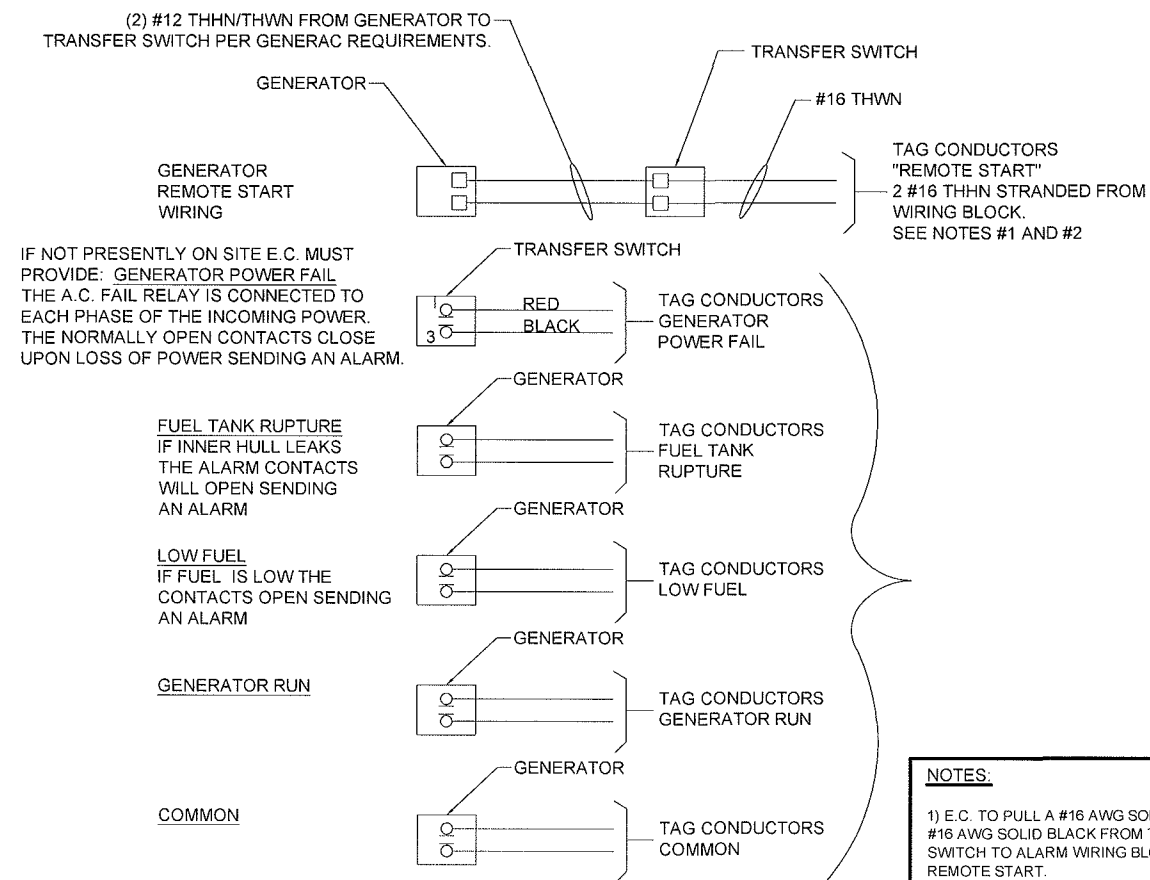 (2) #12 THHN/THWN FROM GENERATOR TO
TRANSFER SWITCH PER GENERAC REQUIREMENTS.
TRANSFER SWITCH
GENERATOR
#16 THWN
GENERATOR
REMOTE START
WIRING
TAG CONDUCTORS
"REMOTE START"
2 #16 THHN STRANDED FROM
WIRING BLOCK.
SEE NOTES #1 AND #2
IF NOT PRESENTLY ON SITE E.C. MUST
PROVIDE: GENERATOR POWER FAIL
THE A.C. FAIL RELAY IS CONNECTED TO
EACH PHASE OF THE INCOMING POWER.
THE NORMALLY OPEN CONTACTS CLOSE
UPON LOSS OF POWER SENDING AN ALARM.
TRANSFER SWITCH
1
3
RED
BLACK
TAG CONDUCTORS
GENERATOR
POWER FAIL
GENERATOR
FUEL TANK RUPTURE
IF INNER HULL LEAKS
THE ALARM CONTACTS
WILL OPEN SENDING
AN ALARM
TAG CONDUCTORS
FUEL TANK
RUPTURE
GENERATOR
LOW FUEL
IF FUEL IS LOW THE
CONTACTS OPEN SENDING
AN ALARM
TAG CONDUCTORS
LOW FUEL
GENERATOR
GENERATOR RUN
TAG CONDUCTORS
GENERATOR RUN
GENERATOR
COMMON
TAG CONDUCTORS
COMMON
NOTES:
1) E.C. TO PULL A #16 AWG
#16 AWG SOLID BLACK FROM
SWITCH TO ALARM WIRING
REMOTE START.